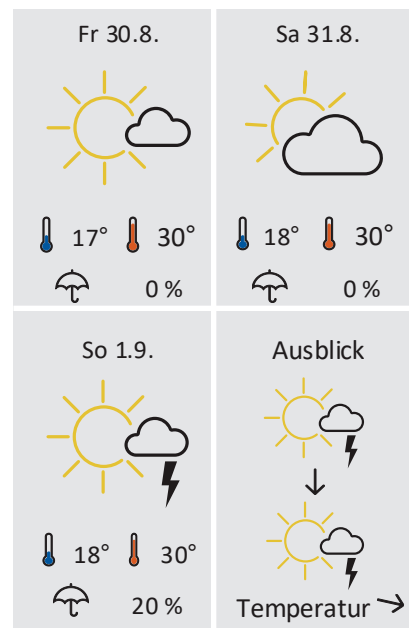 Fr 30.8.
17° 30°
0 %
Sa 31.8.
18° 30°
0 %
So 1.9.
18° 30°
20 %
Ausblick
Temperatur